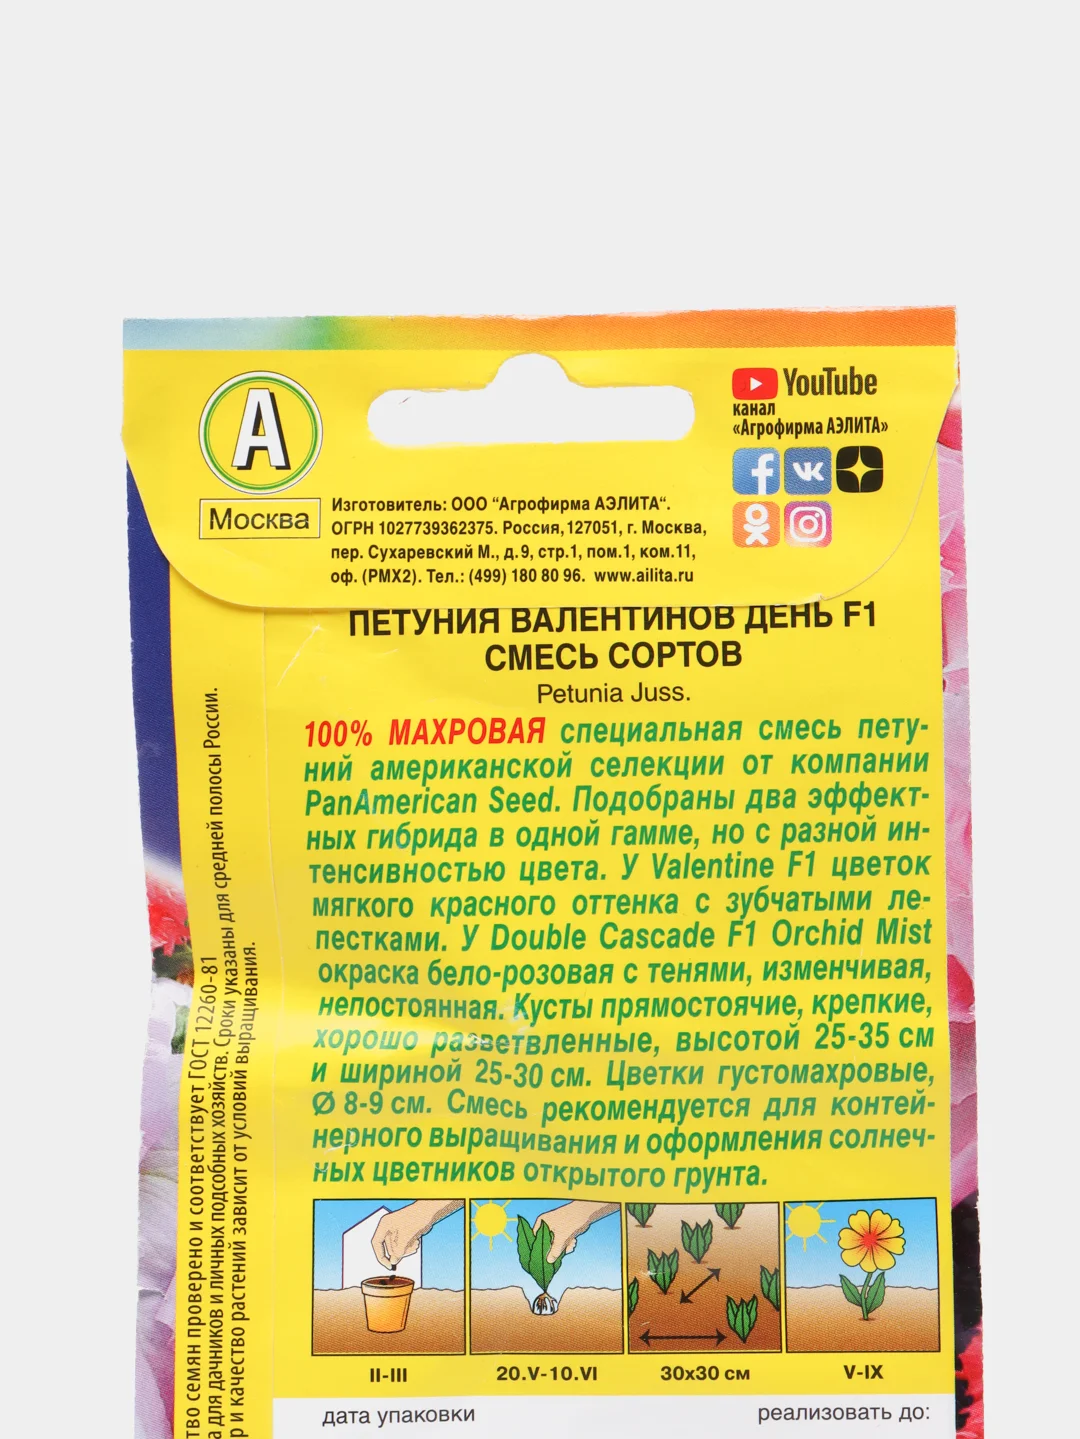 YouTube
канал
«Агрофирма АЭЛИТА»
А
Москва
Изготовитель: ООО “Агрофирма АЭЛИТА“.
ОГРН 1027739362375. Россия, 127051, г. Москва,
пер. Сухаревский М., д. 9, стр.1, пом.1, ком.11,
оф. (РМХ2). Тел.: (499) 180 80 96. www.ailita.ru
ПЕТУНИЯ ВАЛЕНТИНОВ ДЕНЬ F1
СМЕСЬ СОРТОВ
Petunia Juss.
100% МАХРОВАЯ специальная смесь пету-
ний американской селекции от компании
PanAmerican Seed. Подобраны два эффект-
ных гибрида в одной гамме, но с разной ин-
тенсивностью цвета. У Valentine F1 цветок
мягкого красного оттенка с зубчатыми ле-
пестками. У Double Cascade F1 Orchid Mist
окраска бело-розовая с тенями, изменчивая,
непостоянная. Кусты прямостоячие, крепкие,
хорошо разветвленные, высотой 25-35 см
и шириной 25-30 см. Цветки густомахровые,
Ø 8-9 см. Смесь рекомендуется для контей-
нерного выращивания и оформления солнеч-
ных цветников открытого грунта.
II-III
20.V-10.VI
30x30 см
V-IX
дата упаковки
реализовать до:
тво семян проверено и соответствует ГОСТ 12260-81
а для дачников и личных подсобных хозяйств. Сроки указаны для средней полосы России.
р и качество растений зависит от условий выращивания.